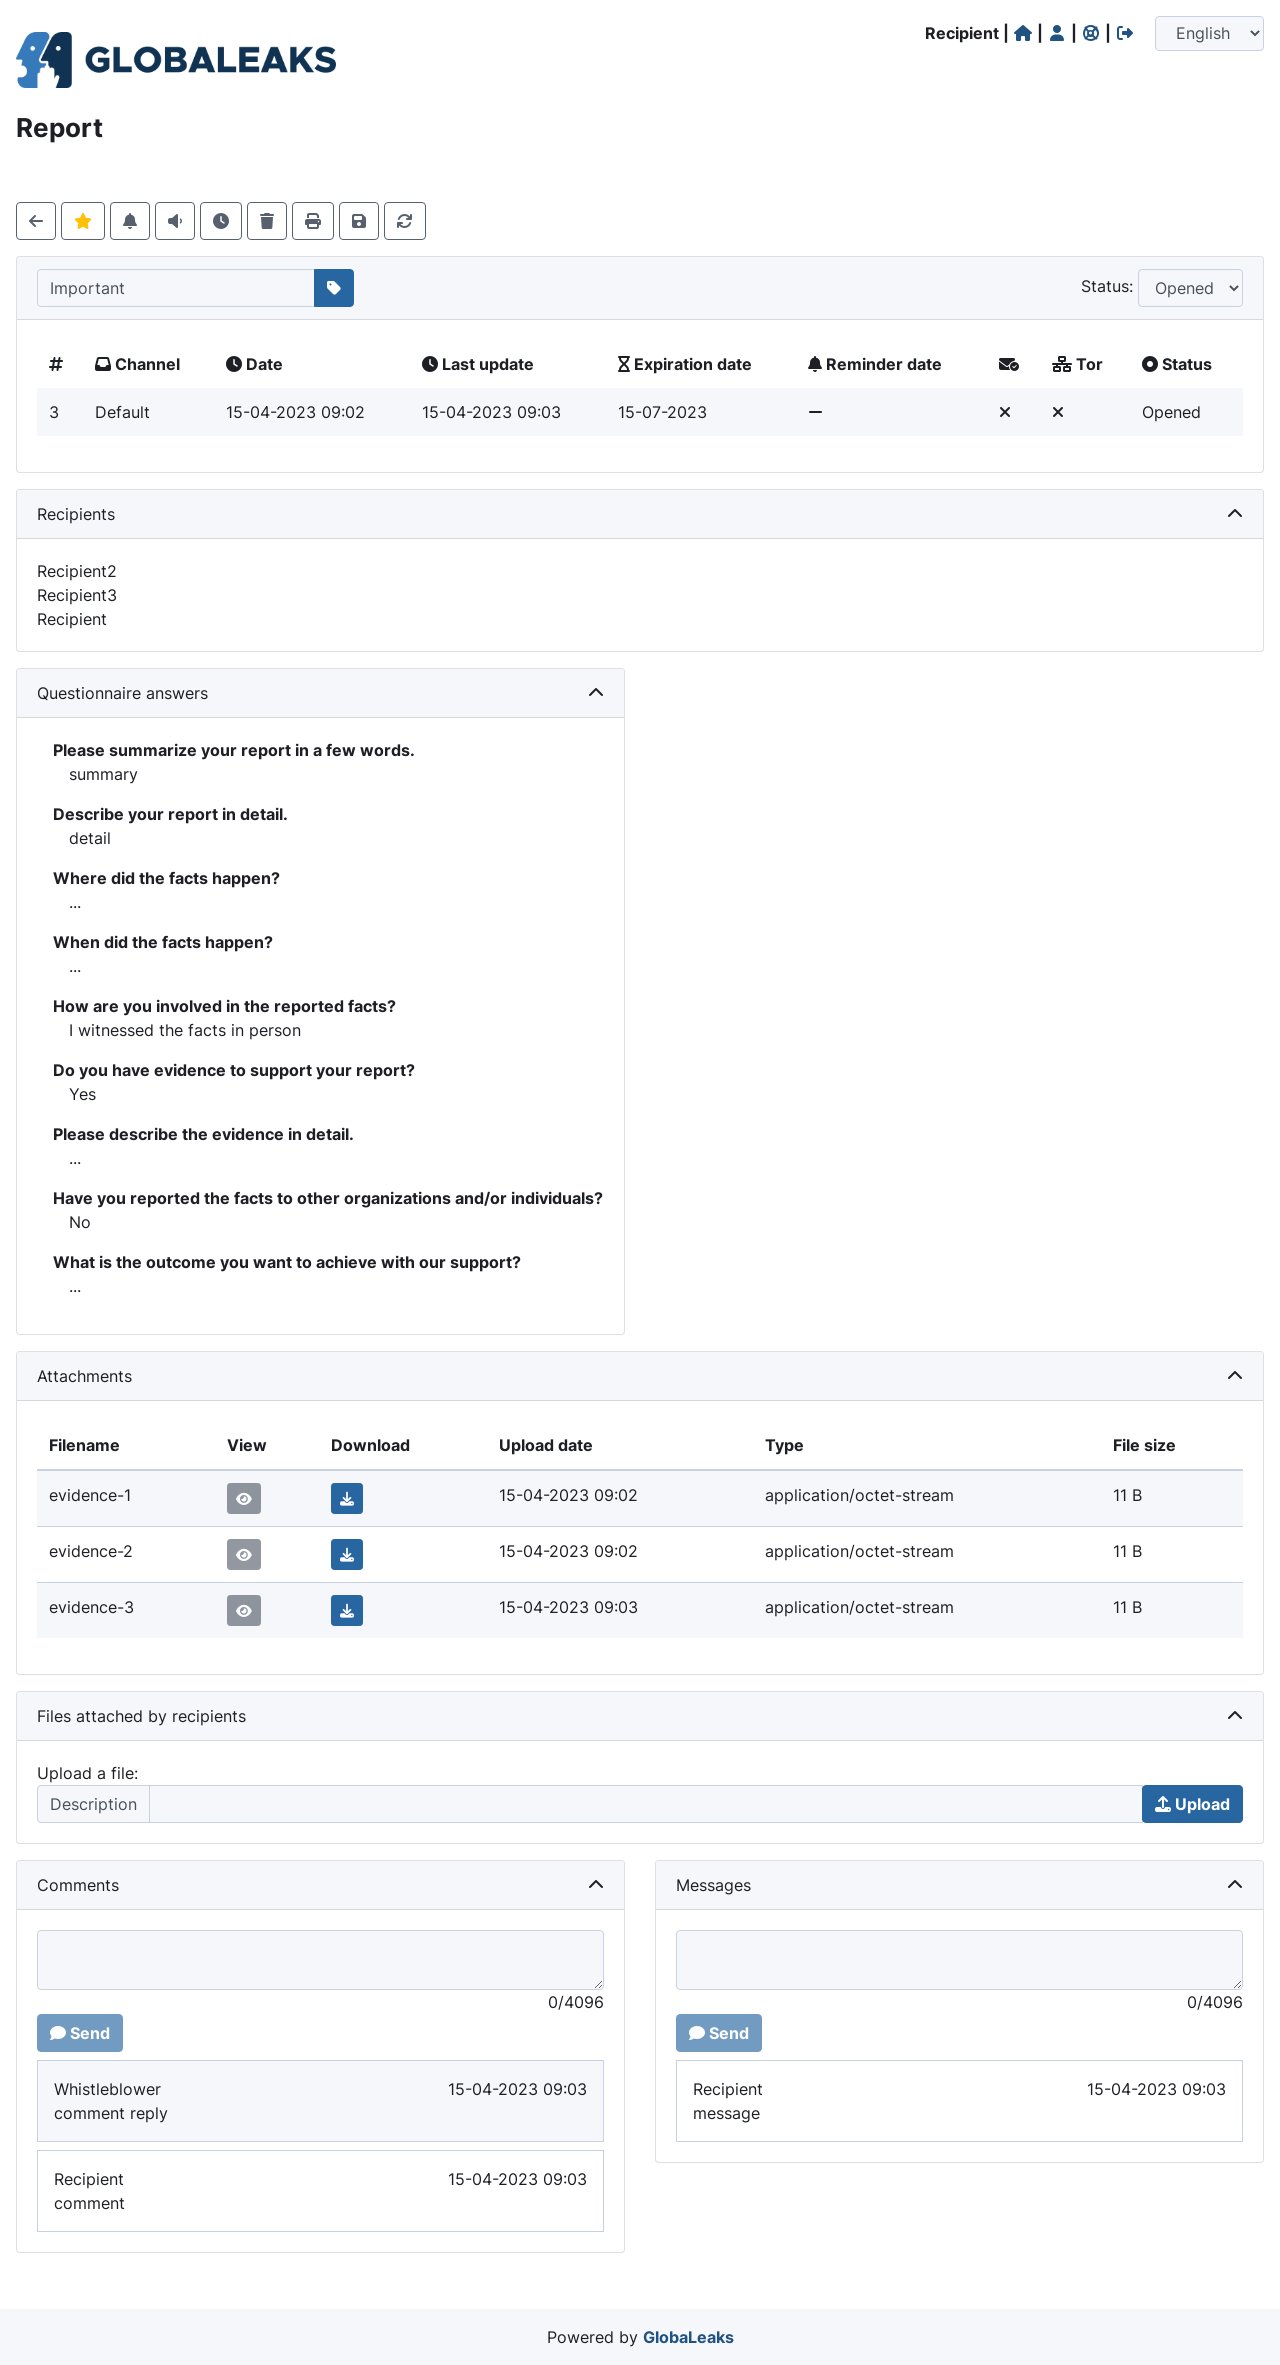 Recipient | | | |
English
GLOBALEAKS
Report
Important
Status: Opened
# Channel Date Last update Expiration date Reminder date Tor Status
3 Default 15-04-2023 09:02 15-04-2023 09:03 15-07-2023 Opened
Recipients
Recipient2
Recipient3
Recipient
Questionnaire answers
Please summarize your report in a few words.
summary
Describe your report in detail.
detail
Where did the facts happen?
...
When did the facts happen?
...
How are you involved in the reported facts?
I witnessed the facts in person
Do you have evidence to support your report?
Yes
Please describe the evidence in detail.
...
Have you reported the facts to other organizations and/or individuals?
No
What is the outcome you want to achieve with our support?
...
Attachments
Filename View Download Upload date Type File size
evidence-1 15-04-2023 09:02 application/octet-stream 11 B
evidence-2 15-04-2023 09:02 application/octet-stream 11 B
evidence-3 15-04-2023 09:03 application/octet-stream 11 B
Files attached by recipients
Upload a file:
Description
Upload
Comments
0/4096
Send
Whistleblower 15-04-2023 09:03
comment reply
Recipient 15-04-2023 09:03
comment
Messages
0/4096
Send
Recipient 15-04-2023 09:03
message
Powered by GlobaLeaks